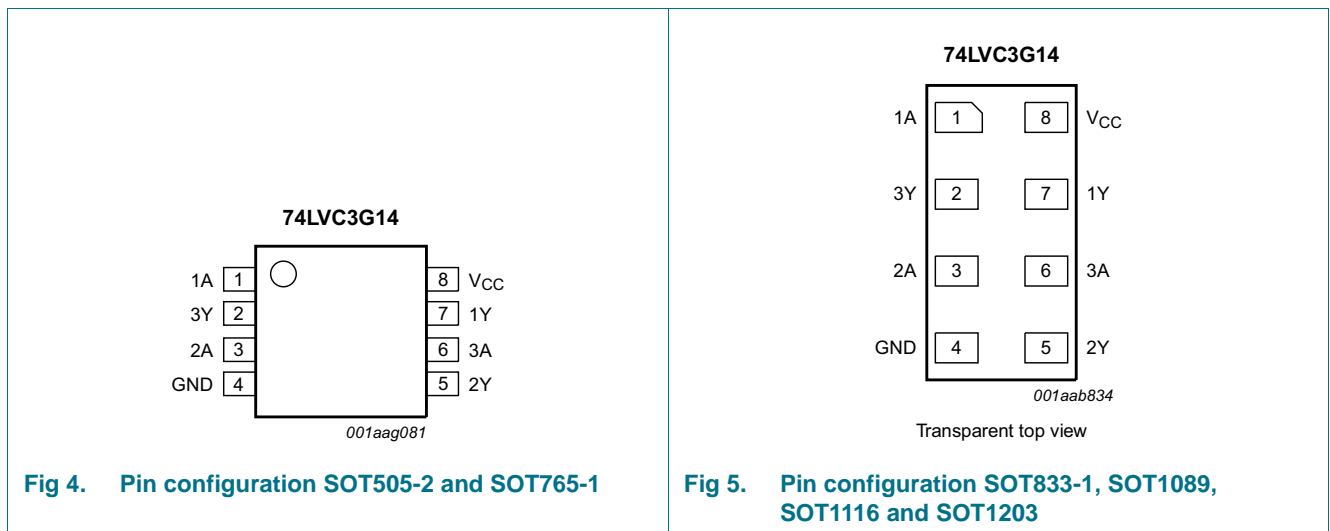 74LVC3G14
1A 1 8 VCC
3Y 2 7 1Y
2A 3 6 3A
GND 4 5 2Y
001aag081
Fig 4. Pin configuration SOT505-2 and SOT765-1
74LVC3G14
1A 1 8 VCC
3Y 2 7 1Y
2A 3 6 3A
GND 4 5 2Y
001aab834
Transparent top view
Fig 5. Pin configuration SOT833-1, SOT1089,
SOT1116 and SOT1203